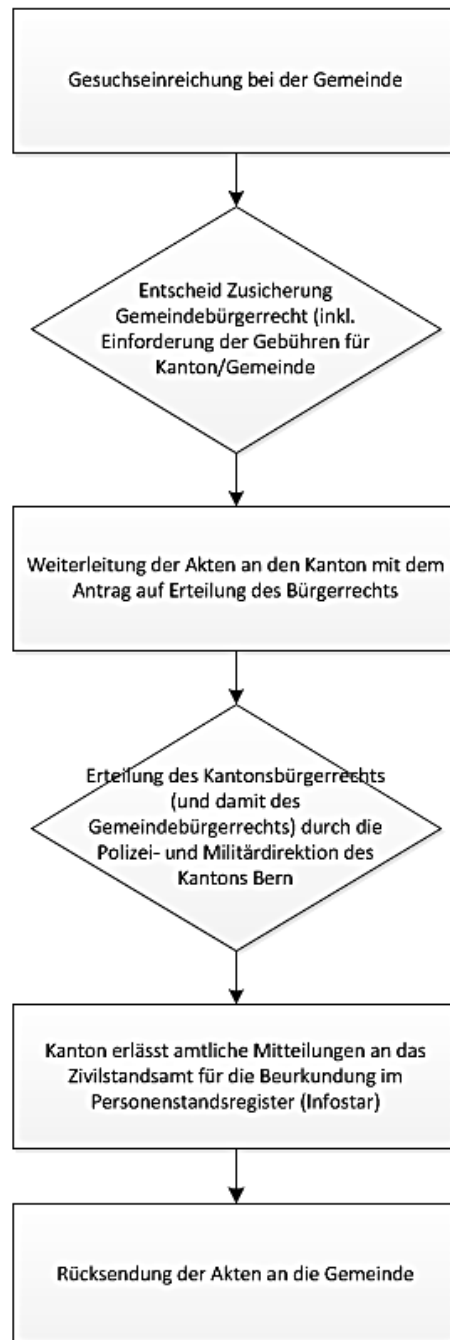 Gesuchseinreichung bei der Gemeinde
Entscheid Zusicherung
Gemeindebürgerrecht (inkl.
Einforderung der Gebühren für
Kanton/Gemeinde
Weiterleitung der Akten an den Kanton mit dem
Antrag auf Erteilung des Bürgerrechts
Erteilung des Kantonsbürgerrechts
(und damit des
Gemeindebürgerrechts) durch die
Polizei- und Militärdirektion des
Kantons Bern
Kanton erlässt amtliche Mitteilungen an das
Zivilstandsamt für die Beurkundung im
Personenstandsregister (Infostar)
Rücksendung der Akten an die Gemeinde